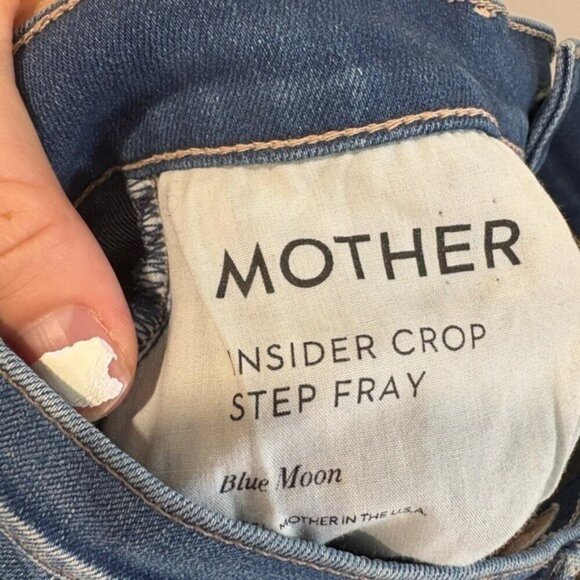 MOTHER
INSIDER CROP
STEP FRAY
Blue Moon
MOTHER IN THE U.S.A.